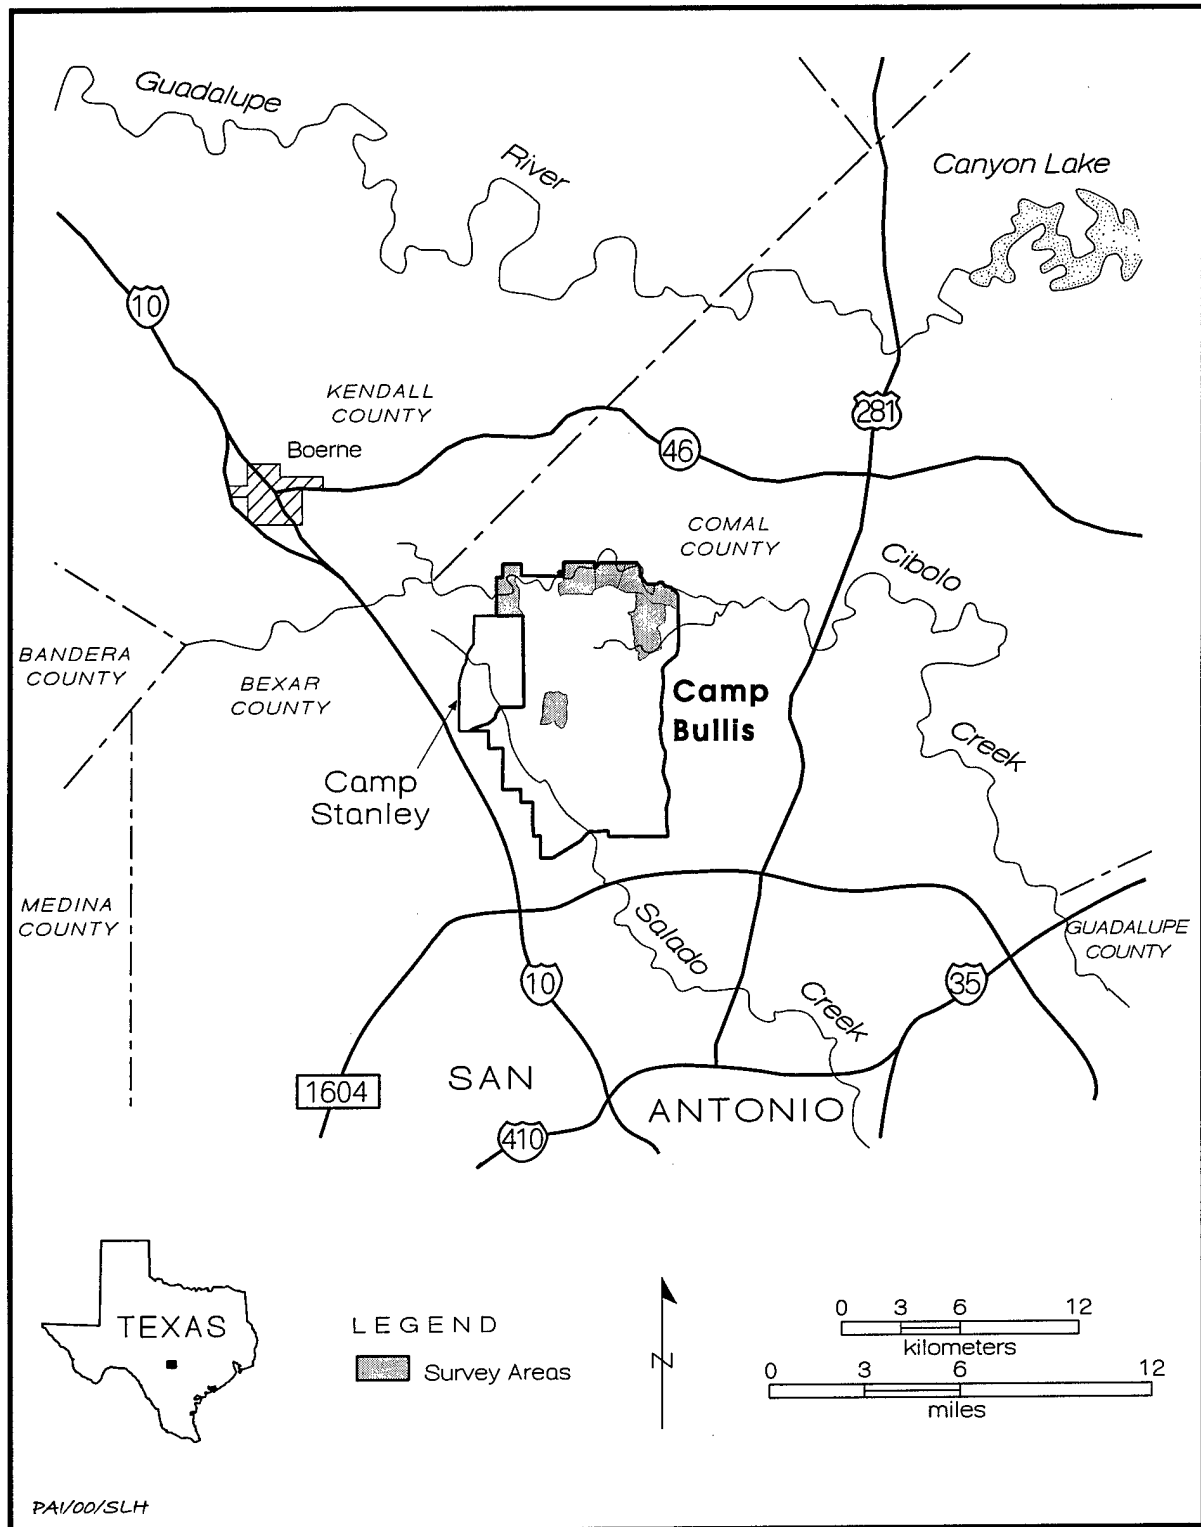 Guadalupe
River
Canyon Lake
10
KENDALL
COUNTY
281
46
Boerne
COMAL
COUNTY
Cibolo
BANDERA
COUNTY
BEXAR
COUNTY
Camp
Bullis
Creek
Camp
Stanley
MEDINA
COUNTY
Salado
GUADALUPE
COUNTY
10
35
Creek
SAN
1604
ANTONIO
410
TEXAS
LEGEND
Survey Areas
N
0 3 6 12
kilometers
0 3 6 12
miles
PAI/00/SLH